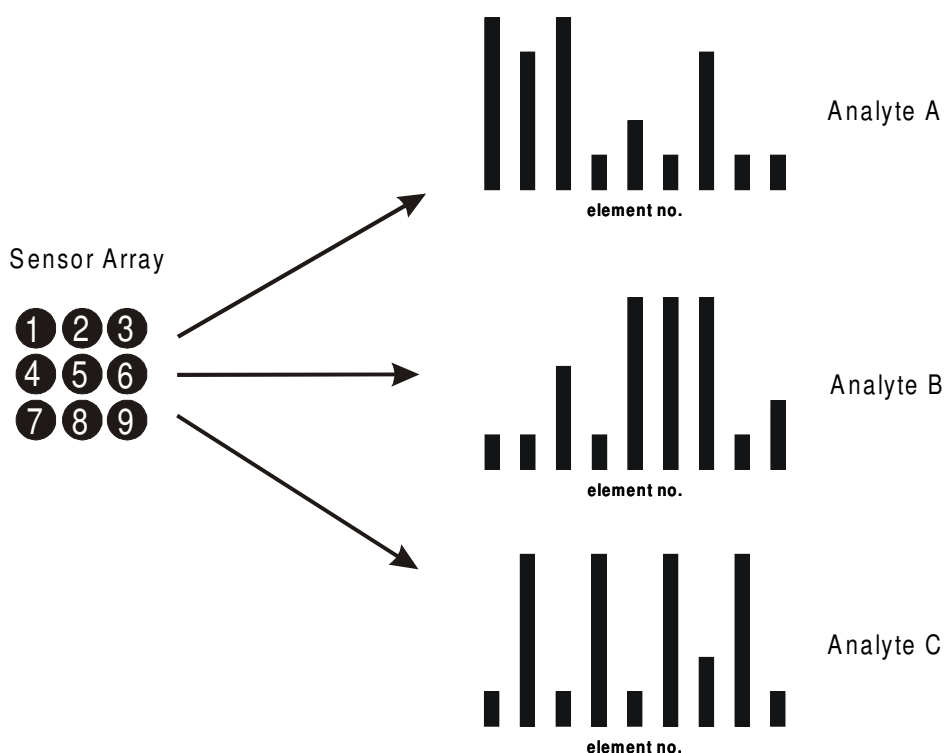 Analyte A
element no.
Sensor Array
1 2 3
4 5 6
7 8 9
Analyte B
element no.
Analyte C
element no.